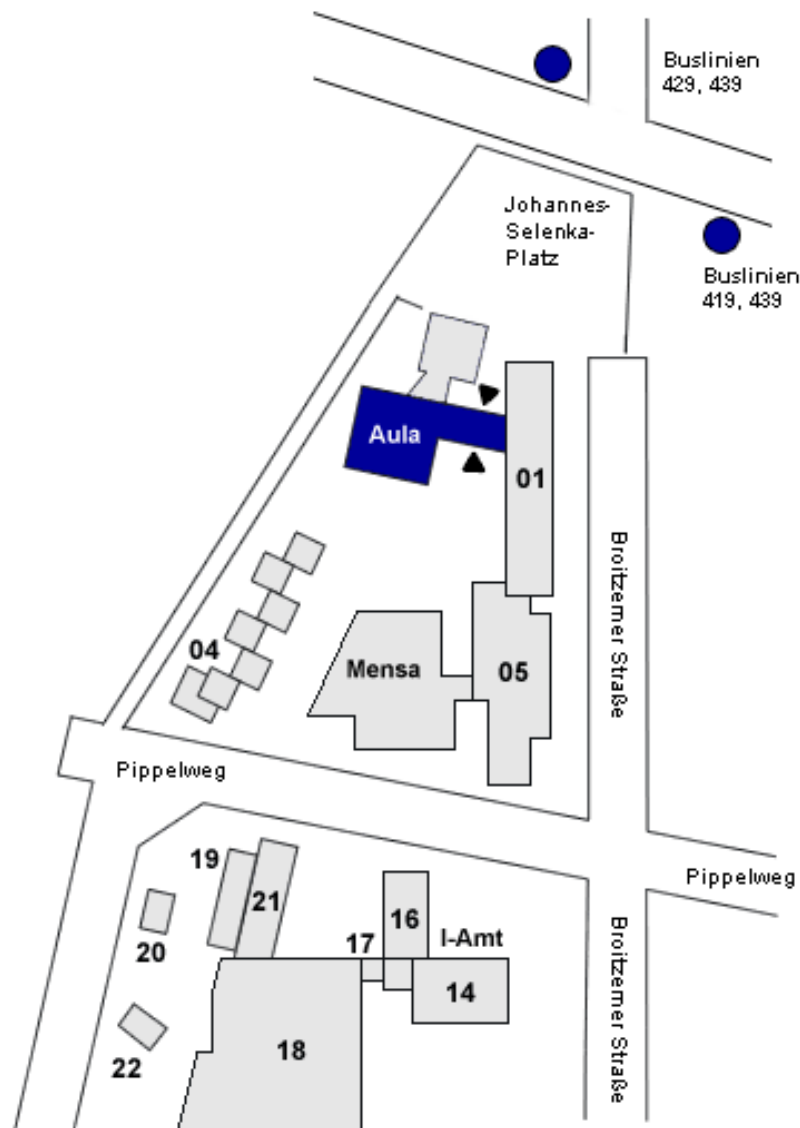 Buslinien
429, 439
Johannes-
Selenka-
Platz
Buslinien
419, 439
Aula
01
Broitzemer Straße
04
Mensa
05
Pippelweg
19
21
Pippelweg
20
16
17
I-Amt
14
18
22
Broitzemer Straße